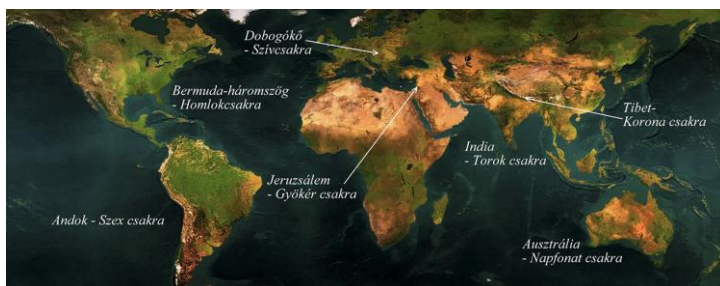 Dobogókő
- Szívcsakra
Bermuda-háromszög
- Homlokcsakra
Tibet-
Korona csakra
India
- Torok csakra
Jeruzsálem
- Gyökér csakra
Andok - Szex csakra
Ausztrália
- Napfonat csakra